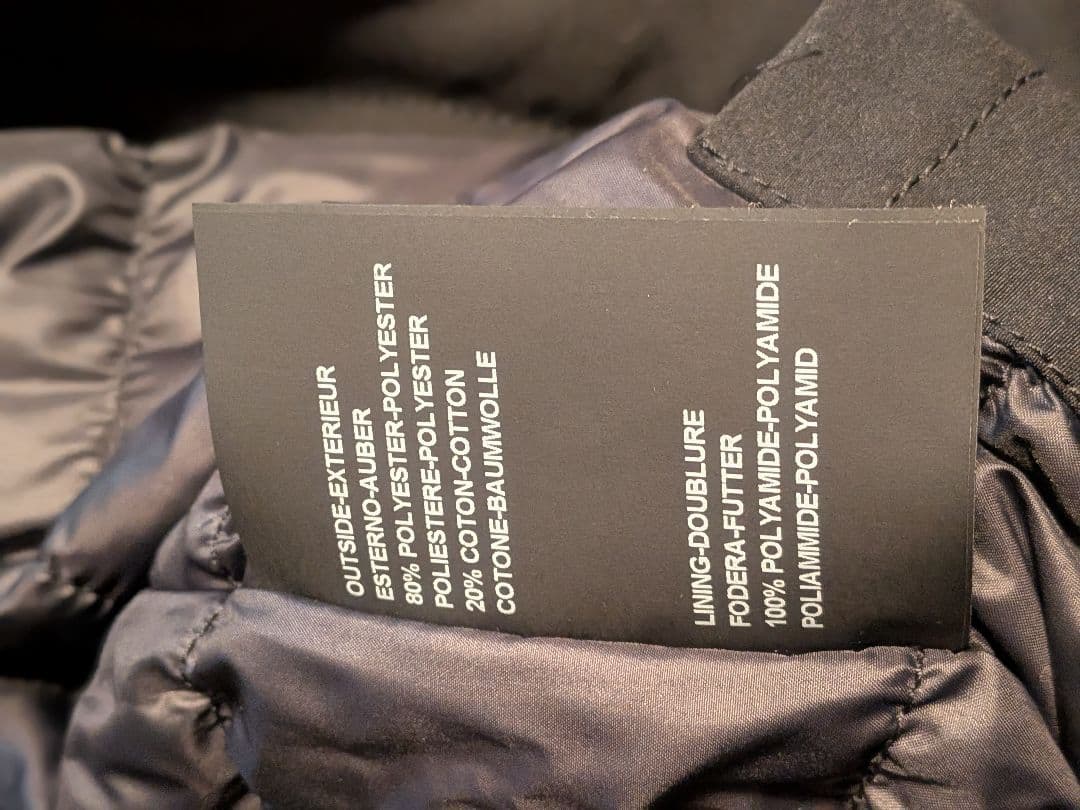 OUTSIDE-EXTERIEUR
ESTERNO-AUBER
80% POLYESTER-POLYESTER
POLIESTERE-POLYESTER
20% COTON-COTTON
COTONE-BAUMWOLLE
LINING-DOUBLURE
FODERA-FUTTER
100% POLYAMIDE-POLYAMIDE
POLIAMMIDE-POLYAMID